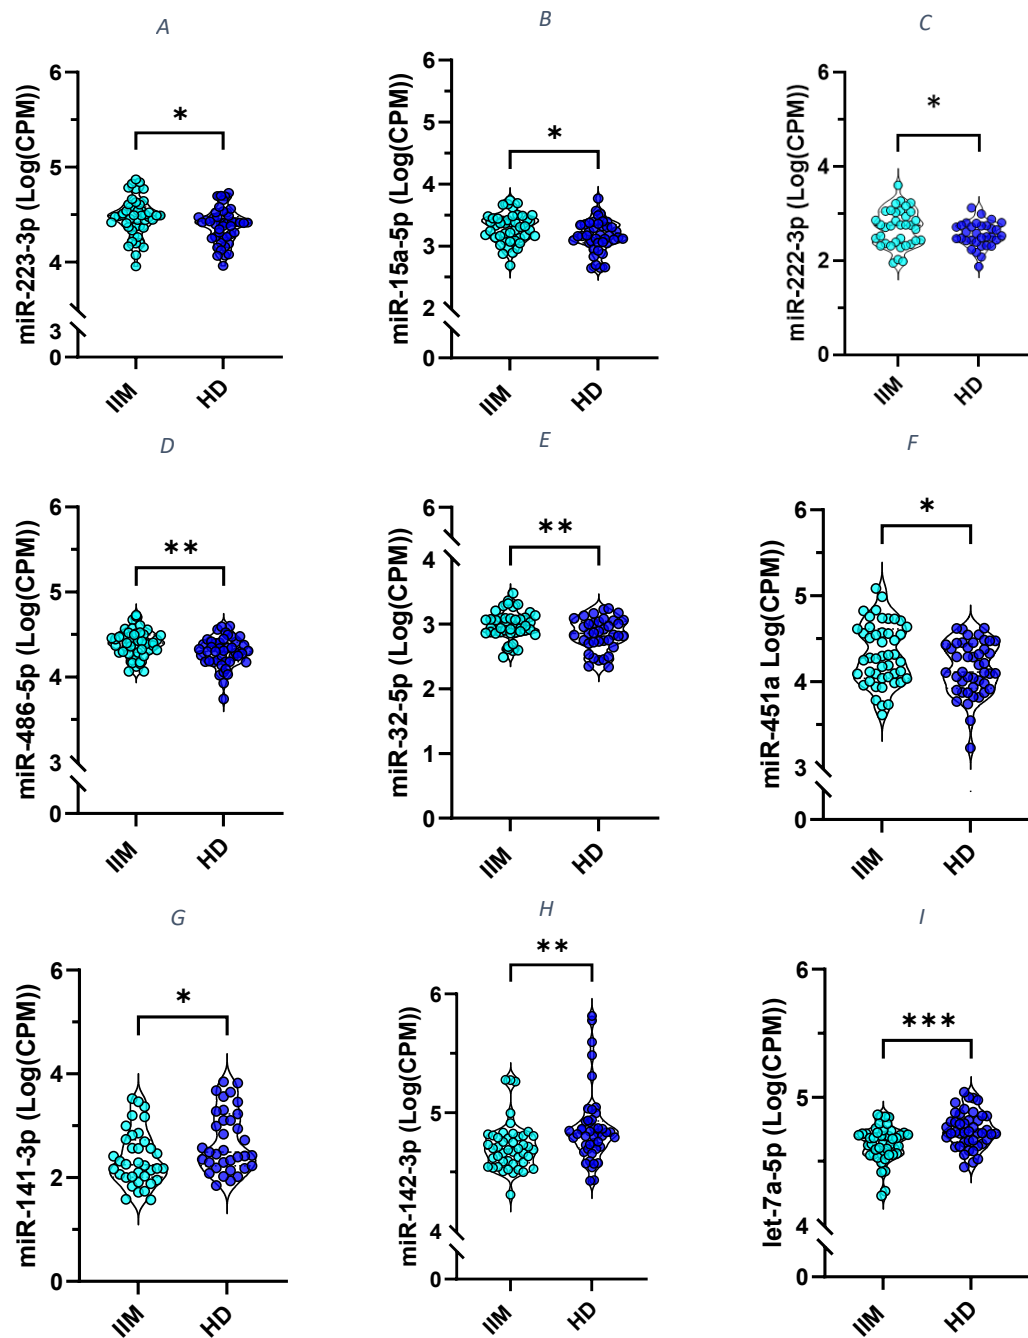 A
B
C
miR-223-3p (Log(CPM))
6
5
4
3
0
*
IIM
HD
miR-15a-5p (Log(CPM))
6
5
4
3
2
0
*
IIM
HD
miR-222-3p (Log(CPM))
6
4
2
0
*
IIM
HD
D
E
F
miR-486-5p (Log(CPM))
6
5
4
3
0
**
IIM
HD
miR-32-5p (Log(CPM))
6
4
3
2
1
0
**
IIM
HD
miR-451a Log(CPM))
6
5
4
3
0
*
IIM
HD
G
H
I
miR-141-3p (Log(CPM))
6
4
2
0
*
IIM
HD
miR-142-3p (Log(CPM))
6
5
4
0
**
IIM
HD
let-7a-5p (Log(CPM))
6
5
4
0
***
IIM
HD